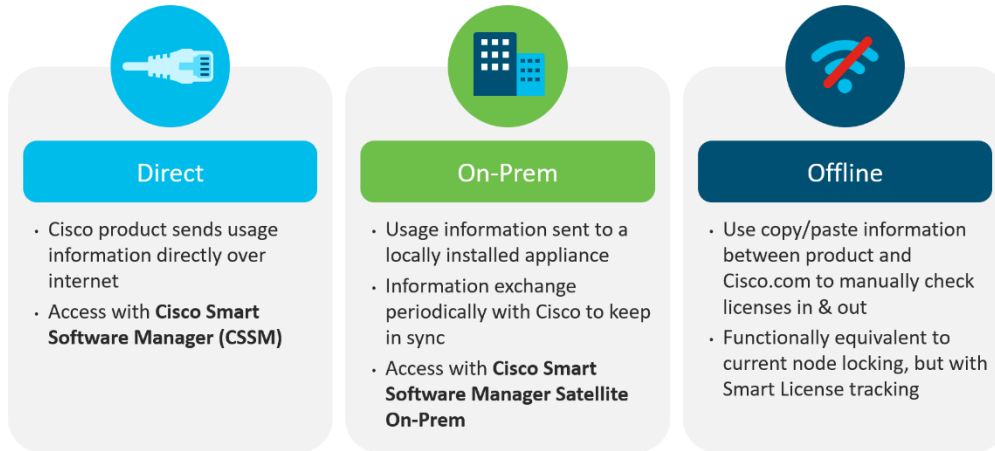 Direct
· Cisco product sends usage
information directly over
internet
· Access with Cisco Smart
Software Manager (CSSM)
On-Prem
· Usage information sent to a
locally installed appliance
· Information exchange
periodically with Cisco to keep
in sync
· Access with Cisco Smart
Software Manager Satellite
On-Prem
Offline
· Use copy/paste information
between product and
Cisco.com to manually check
licenses in & out
· Functionally equivalent to
current node locking, but with
Smart License tracking